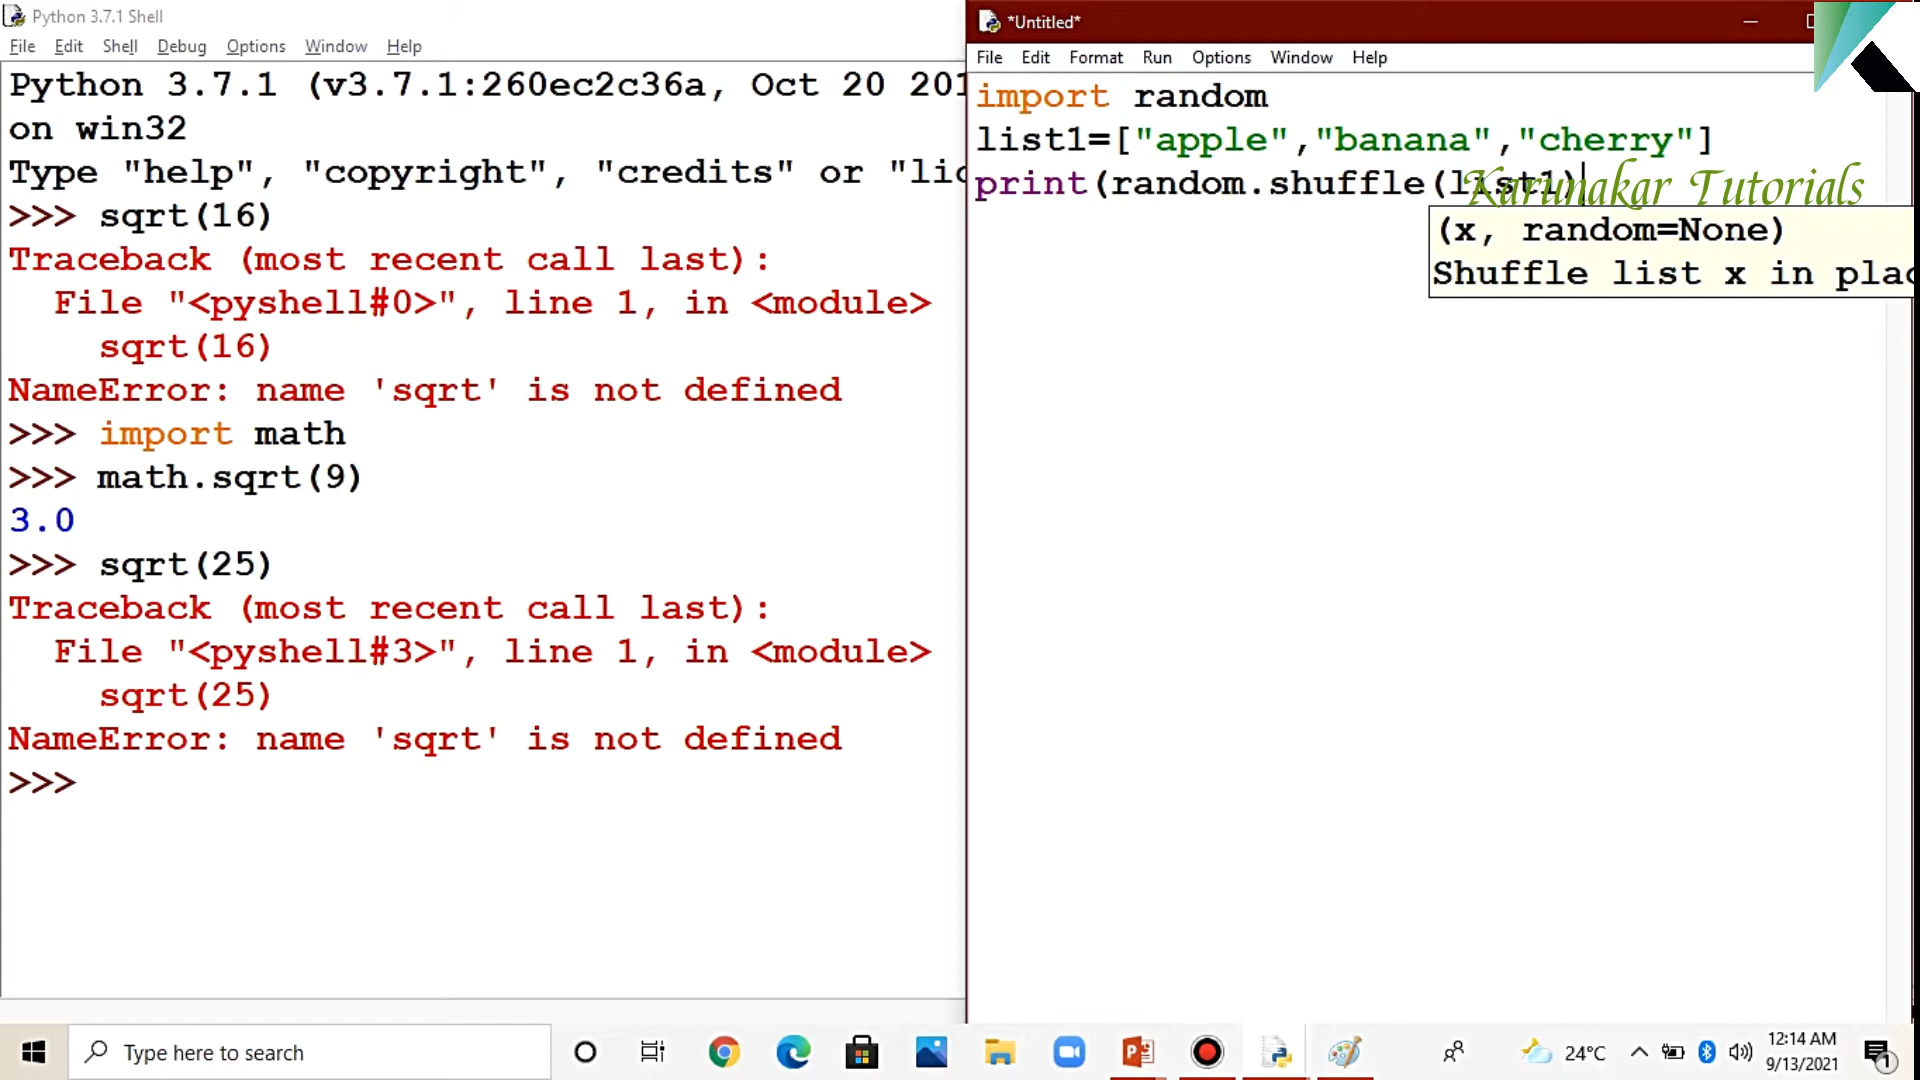 Python 3.7.1 Shell
File Edit Shell Debug Options Window Help
Python 3.7.1 (v3.7.1:260ec2c36a, Oct 20 201
on win32
Type "help", "copyright", "credits" or "lic
>>> sqrt(16)
Traceback (most recent call last):
  File "<pyshell#0>", line 1, in <module>
    sqrt(16)
NameError: name 'sqrt' is not defined
>>> import math
>>> math.sqrt(9)
3.0
>>> sqrt(25)
Traceback (most recent call last):
  File "<pyshell#3>", line 1, in <module>
    sqrt(25)
NameError: name 'sqrt' is not defined
>>>
*Untitled*
File Edit Format Run Options Window Help
import random
list1=["apple","banana","cherry"]
print(random.shuffle(list1)
Karunakar Tutorials
(x, random=None)
Shuffle list x in plac
Type here to search
24°C
12:14 AM
9/13/2021
1